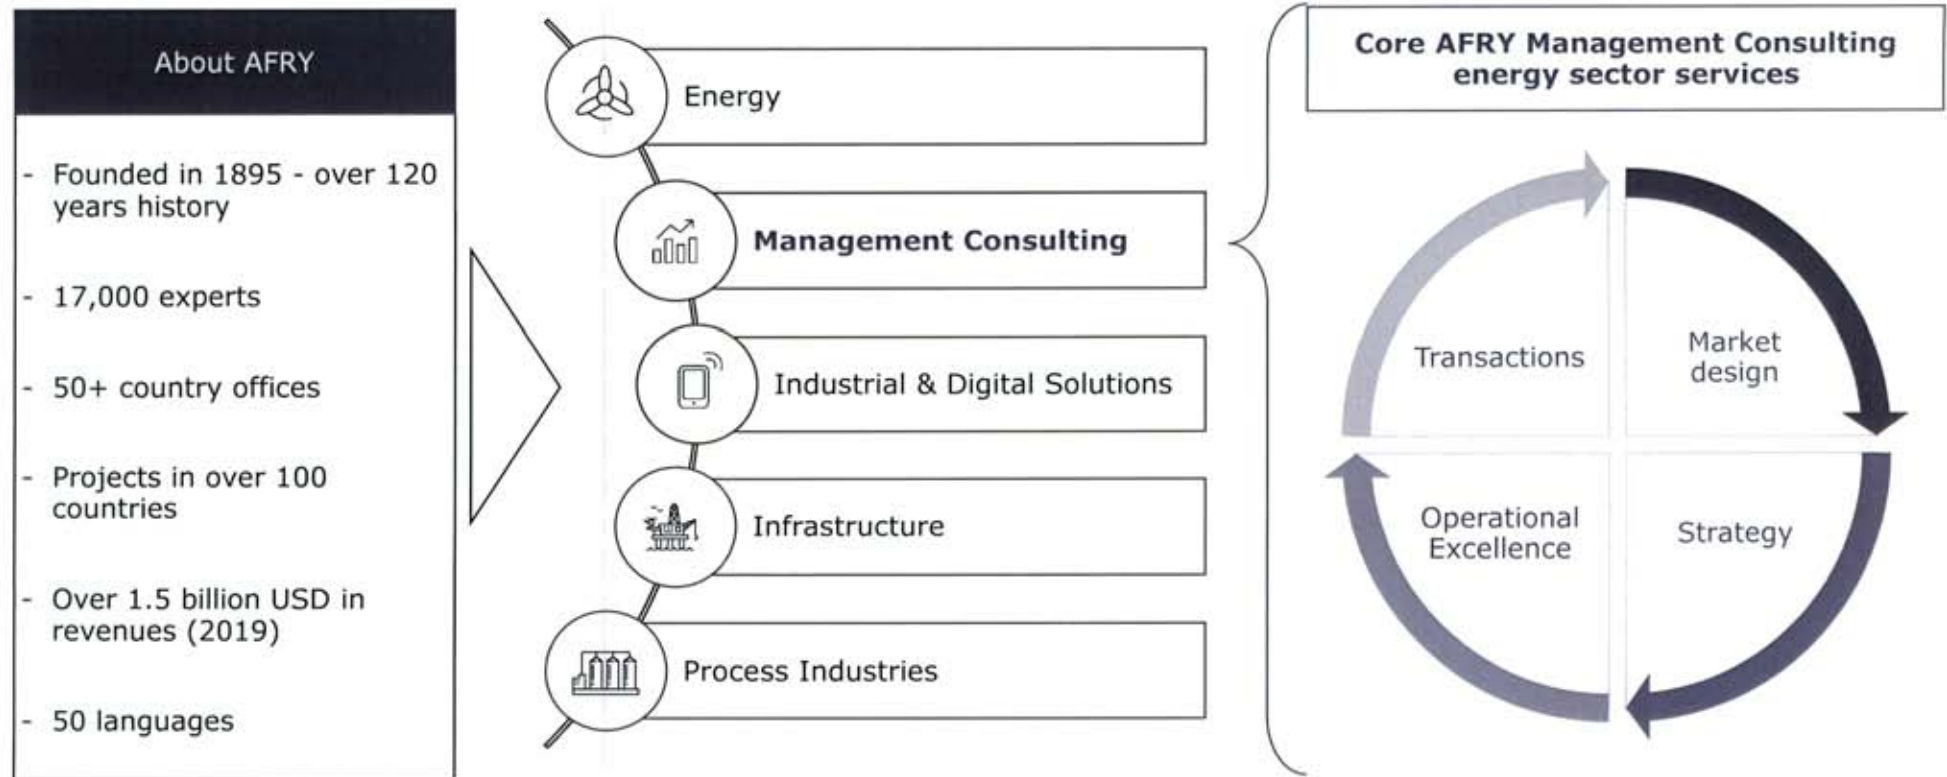 About AFRY
- Founded in 1895 - over 120
years history
- 17,000 experts
- 50+ country offices
- Projects in over 100
countries
- Over 1.5 billion USD in
revenues (2019)
- 50 languages
Energy
Management Consulting
Industrial & Digital Solutions
Infrastructure
Process Industries
Core AFRY Management Consulting
energy sector services
Transactions
Market
design
Operational
Excellence
Strategy